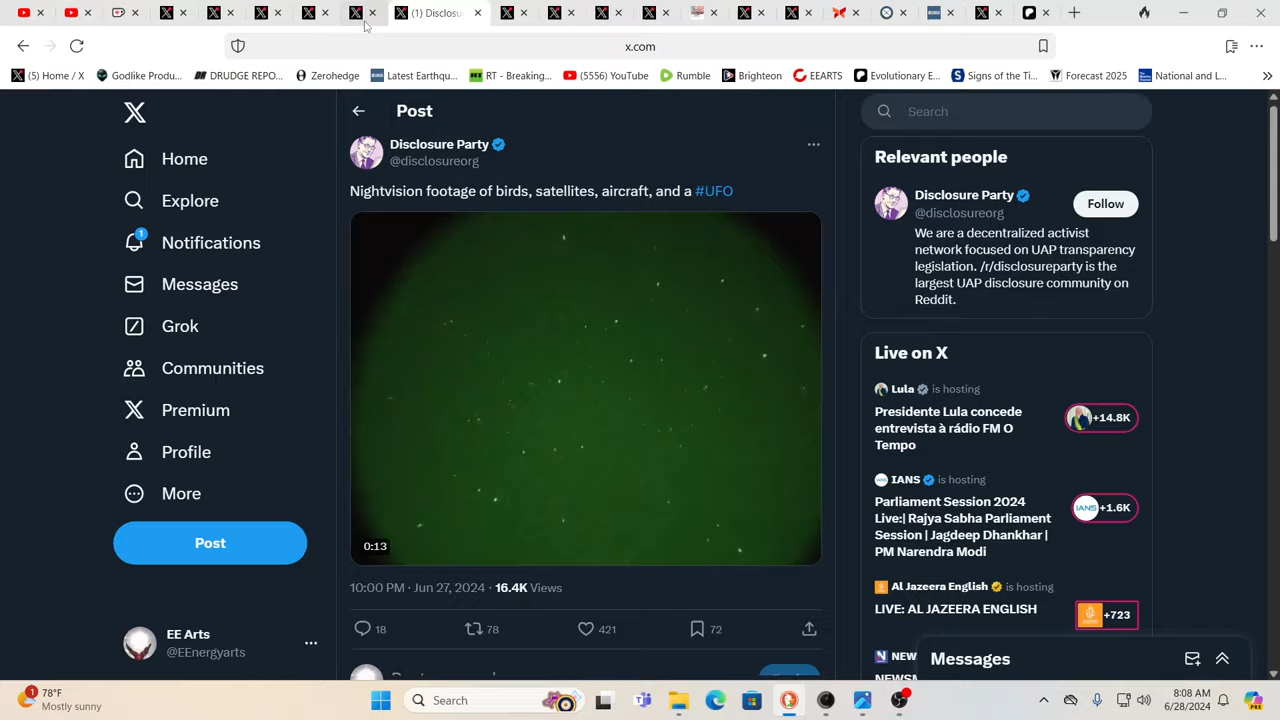 (1) Disclosu
x.com
(5) Home / X
Godlike Produ...
DRUDGE REPO...
Zerohedge
Latest Earthqu...
RT - Breaking...
(5556) YouTube
Rumble
Brighteon
EEARTS
Evolutionary E...
Signs of the Ti...
Forecast 2025
National and L...
Home
Explore
1
Notifications
Messages
Grok
Communities
Premium
Profile
More
Post
EE Arts
@EEnergyarts
Post
Disclosure Party
@disclosureorg
Nightvision footage of birds, satellites, aircraft, and a #UFO
0:13
10:00 PM · Jun 27, 2024 · 16.4K Views
18
78
421
72
Search
Relevant people
Disclosure Party
@disclosureorg
Follow
We are a decentralized activist
network focused on UAP transparency
legislation. /r/disclosureparty is the
largest UAP disclosure community on
Reddit.
Live on X
Lula is hosting
Presidente Lula concede
entrevista à rádio FM O
Tempo
+14.8K
IANS is hosting
Parliament Session 2024
Live:| Rajya Sabha Parliament
Session | Jagdeep Dhankhar |
PM Narendra Modi
IANS +1.6K
Al Jazeera English is hosting
LIVE: AL JAZEERA ENGLISH
+723
NEW
NEWSM
Messages
1
78°F
Mostly sunny
Search
8:08 AM
6/28/2024